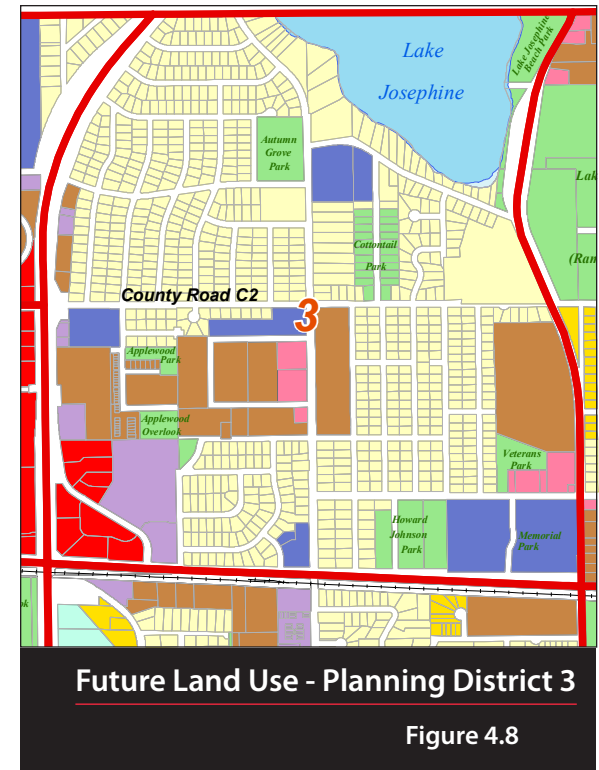 Lake
Josephine
Lake Josephine
Beach Park
Autumn
Grove
Park
Lak
Cottontail
Park
(Ran
County Road C2
3
Applewood
Park
Applewood
Overlook
Veterans
Park
Howard
Johnson
Park
Memorial
Park
ok
Future Land Use - Planning District 3
Figure 4.8